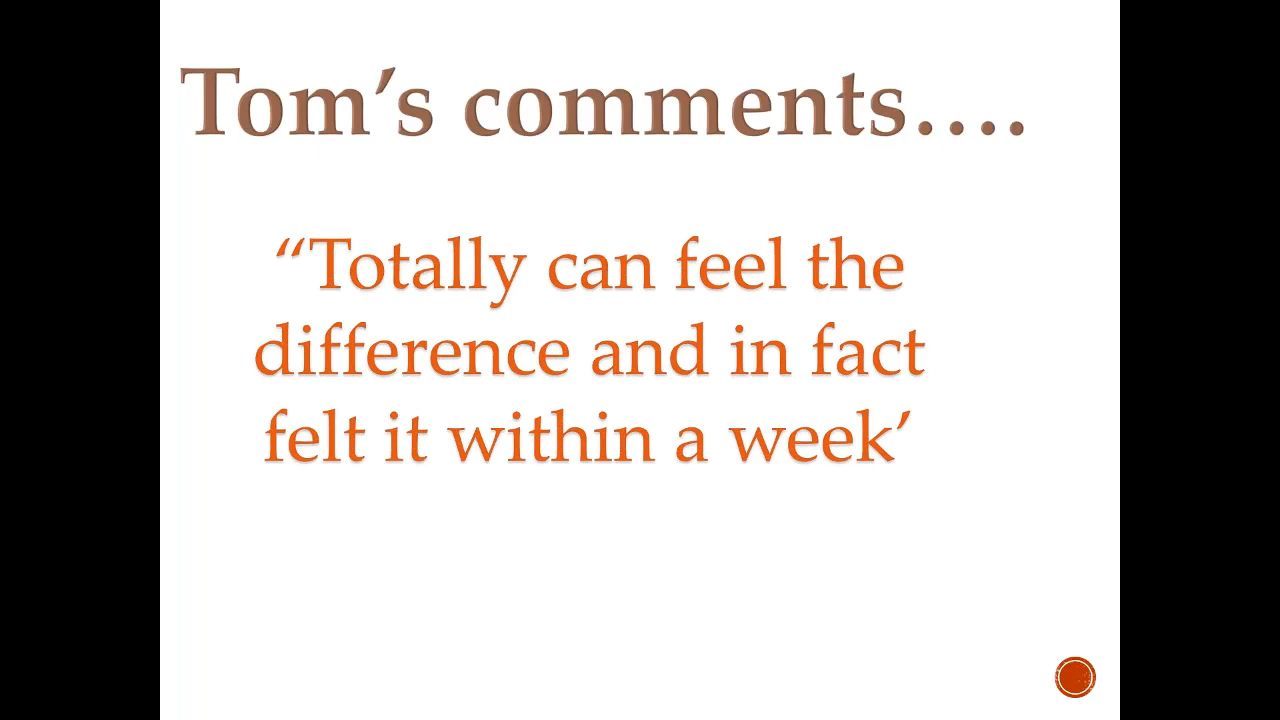 Tom’s comments….
“Totally can feel the
difference and in fact
felt it within a week’